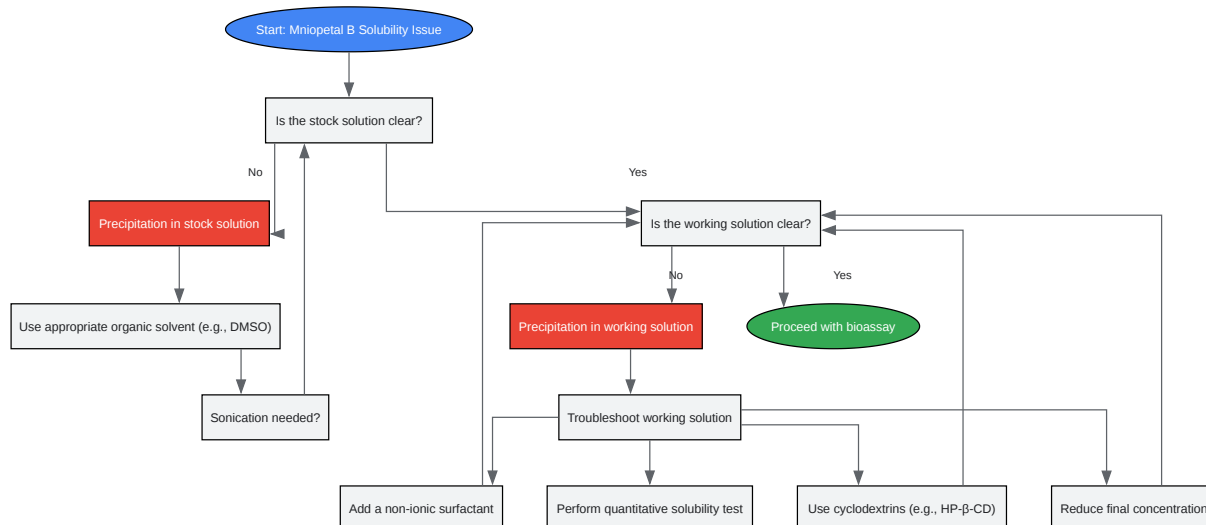 Start: Mniopetal B Solubility Issue
Is the stock solution clear?
No
Yes
Precipitation in stock solution
Is the working solution clear?
No
Yes
Use appropriate organic solvent (e.g., DMSO)
Precipitation in working solution
Proceed with bioassay
Sonication needed?
Troubleshoot working solution
Add a non-ionic surfactant
Perform quantitative solubility test
Use cyclodextrins (e.g., HP-β-CD)
Reduce final concentration